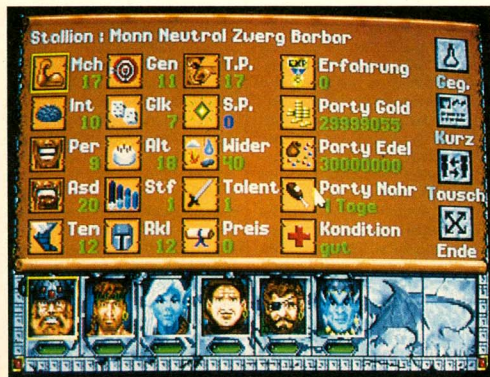 Stallion : Mann Neutral Zwerg Barbar
Mch Gen T.P. Erfahrung
17 11 17 0 Geg.
Int Glk S.P. Party Gold
10 7 0 29999055 Kurz
Per Alt Wider Party Edel
9 18 40 30000000
Asd Stf Talent Party Nahr Tausch
20 1 1 Tage
Tem Rkl Preis Kondition
12 12 0 gut Ende